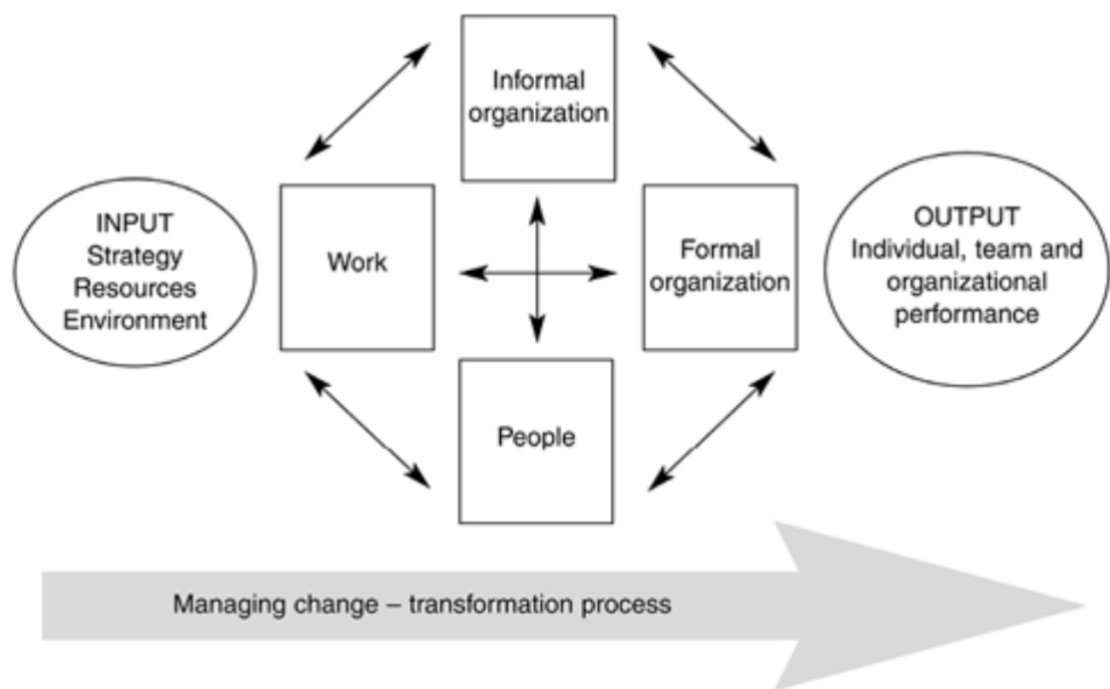 Informal
organization
INPUT
Strategy
Resources
Environment
Work
Formal
organization
OUTPUT
Individual, team and
organizational
performance
People
Managing change – transformation process